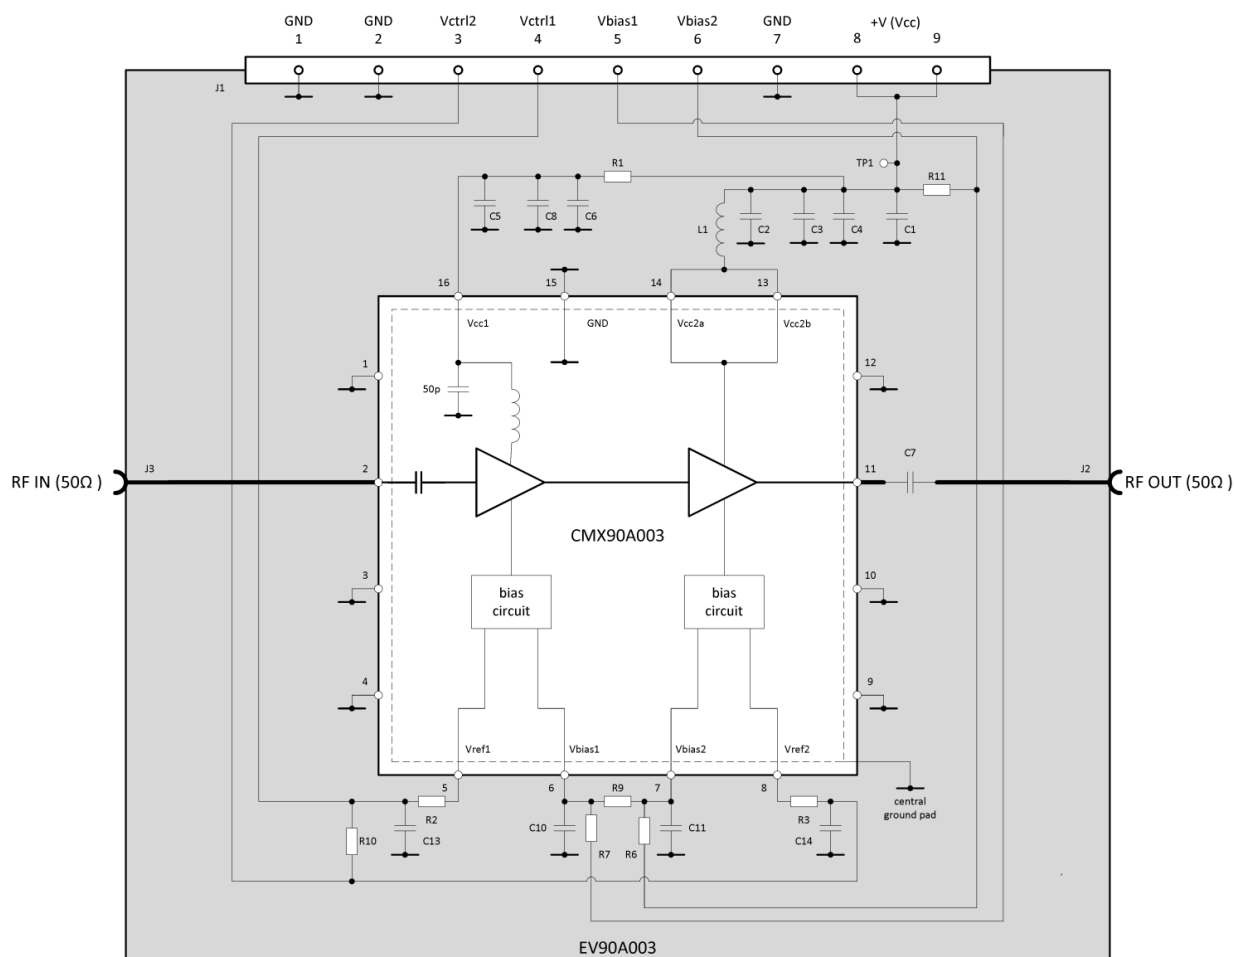 GND GND Vctrl2 Vctrl1 Vbias1 Vbias2 GND +V (Vcc)
1 2 3 4 5 6 7 8 9
J1
TP1
R1
R11
C5 C8 C6
L1 C2 C3 C4 C1
16 15 14 13
Vcc1 GND Vcc2a Vcc2b
1 12
50p
C7
RF IN (50Ω ) J3 2 11 J2 RF OUT (50Ω )
CMX90A003
3 10
bias bias
circuit circuit
4 9
Vref1 Vbias1 Vbias2 Vref2
5 6 R9 7 8
central
ground pad
R2 C10 C11 R3
R10 C13 R7 R6 C14
EV90A003